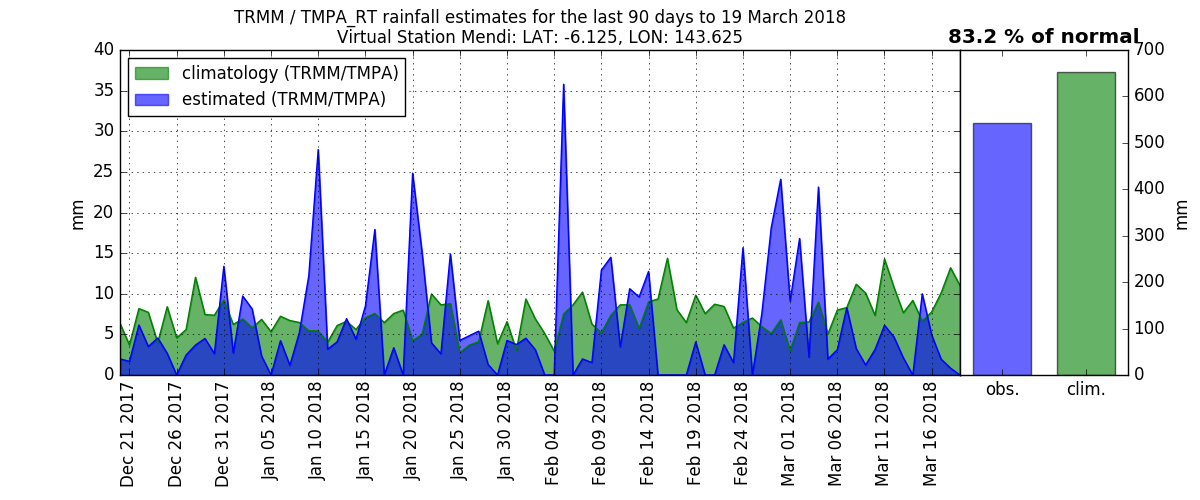 TRMM / TMPA_RT rainfall estimates for the last 90 days to 19 March 2018
Virtual Station Mendi: LAT: -6.125, LON: 143.625
83.2 % of normal
climatology (TRMM/TMPA)
estimated (TRMM/TMPA)
40
35
30
25
20
15
10
5
0
mm
700
600
500
400
300
200
100
0
mm
Dec 21 2017
Dec 26 2017
Dec 31 2017
Jan 05 2018
Jan 10 2018
Jan 15 2018
Jan 20 2018
Jan 25 2018
Jan 30 2018
Feb 04 2018
Feb 09 2018
Feb 14 2018
Feb 19 2018
Feb 24 2018
Mar 01 2018
Mar 06 2018
Mar 11 2018
Mar 16 2018
obs.
clim.